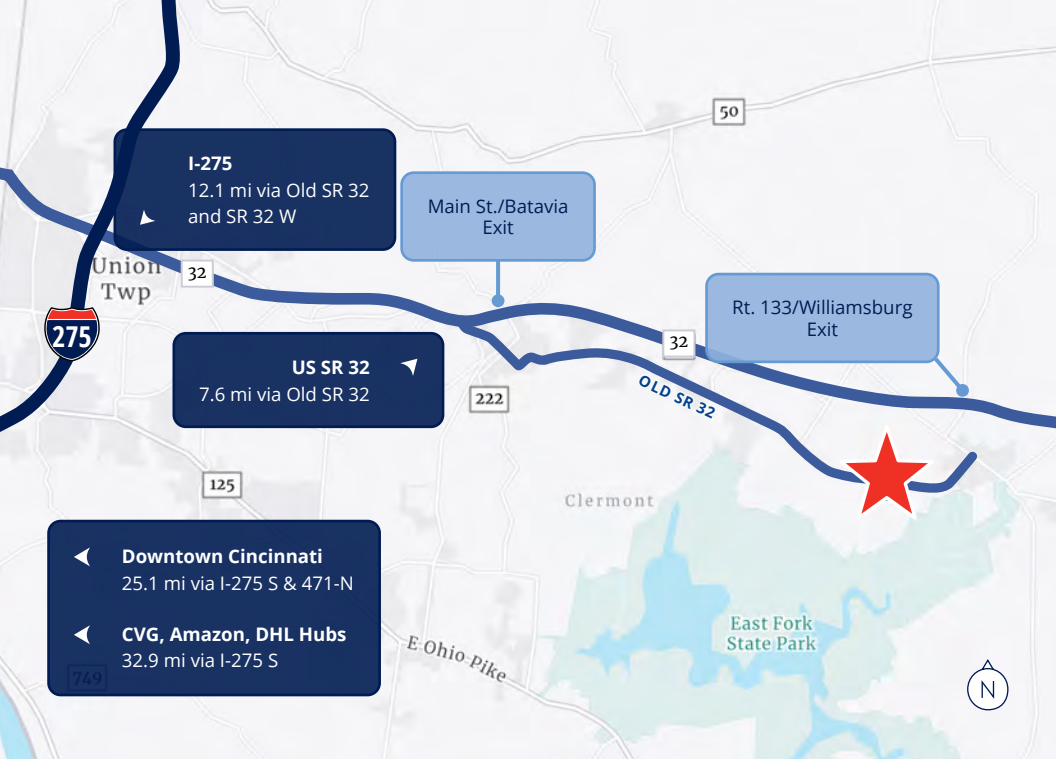 50
I-275
12.1 mi via Old SR 32
and SR 32 W
Main St./Batavia
Exit
Union
Twp
32
Rt. 133/Williamsburg
Exit
275
32
US SR 32
7.6 mi via Old SR 32
OLD SR 32
222
125
Clermont
Downtown Cincinnati
25.1 mi via I-275 S & 471-N
CVG, Amazon, DHL Hubs
32.9 mi via I-275 S
749
E Ohio Pike
East Fork
State Park
N